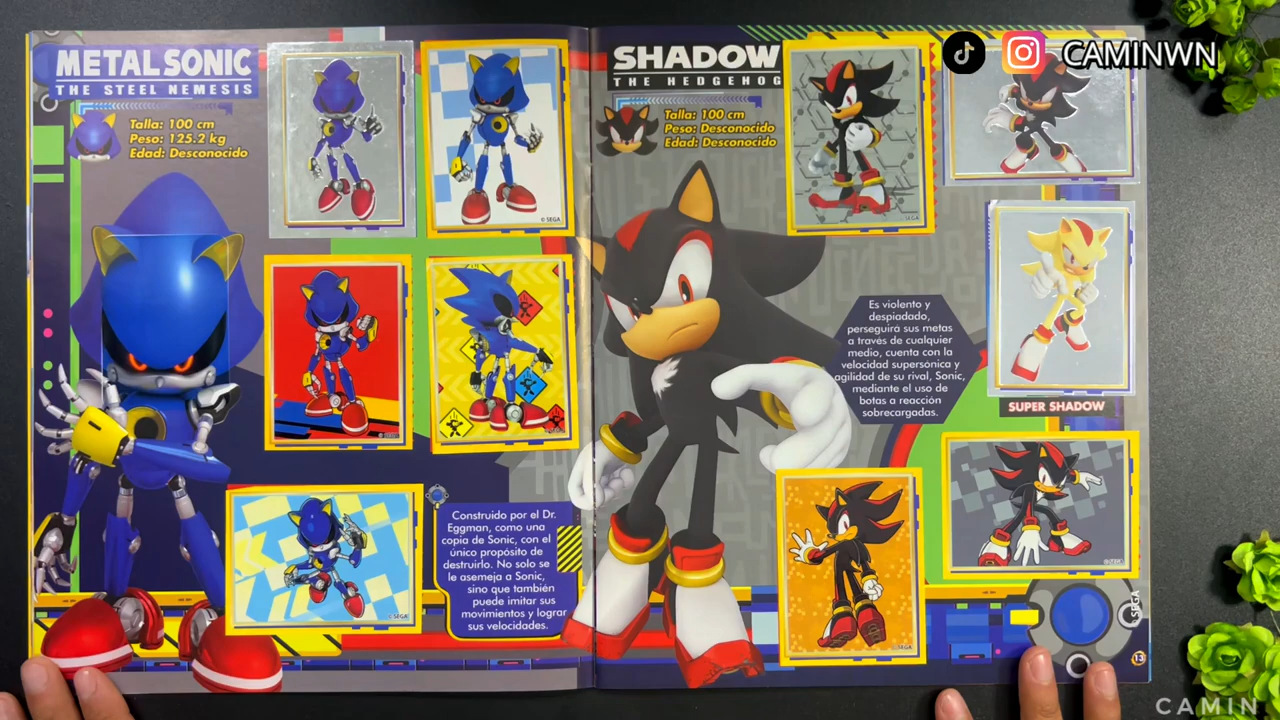 METAL SONIC
THE STEEL NEMESIS
Talla: 100 cm
Peso: 125.2 kg
Edad: Desconocido
© SEGA
© SEGA
Construido por el Dr.
Eggman, como una
copia de Sonic, con el
único propósito de
destruirlo. No solo se
le asemeja a Sonic,
sino que también
puede imitar sus
movimientos y lograr
sus velocidades.
SHADOW
THE HEDGEHOG
Talla: 100 cm
Peso: Desconocido
Edad: Desconocido
CAMINWN
©SEGA
Es violento y
despiadado,
perseguirá sus metas
a través de cualquier
medio, cuenta con la
velocidad supersónica y
agilidad de su rival, Sonic,
mediante el uso de
botas a reacción
sobrecargadas.
SUPER SHADOW
©SEGA
©SEGA
©SEGA
13
CAMIN